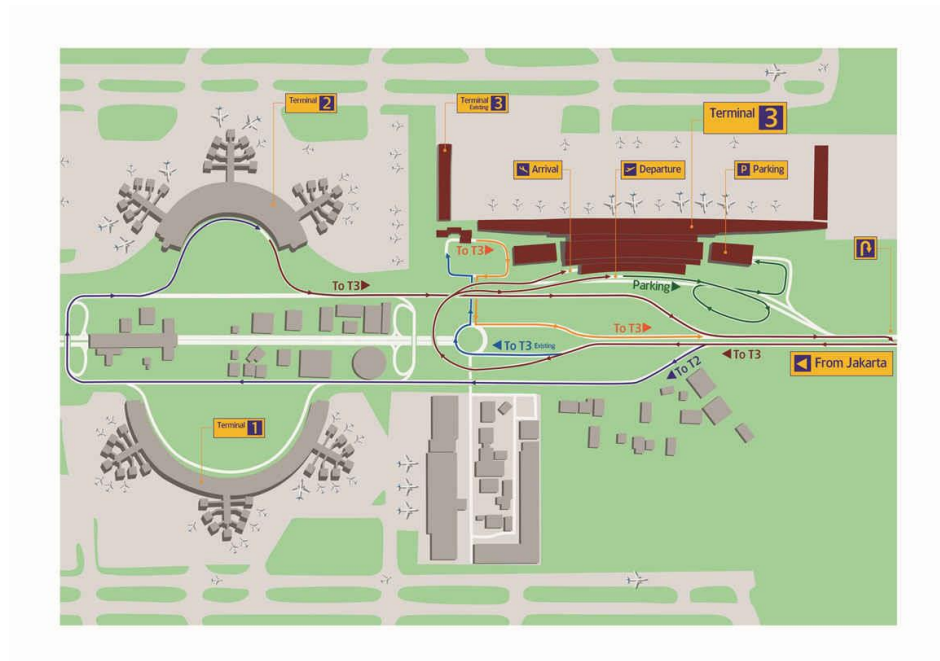 Terminal 2
Terminal 3
Existing
Terminal 3
Arrival
Departure
P Parking
To T3
To T3
Parking
To T3
To T3 Existing
To T3
To T2
From Jakarta
Terminal 1